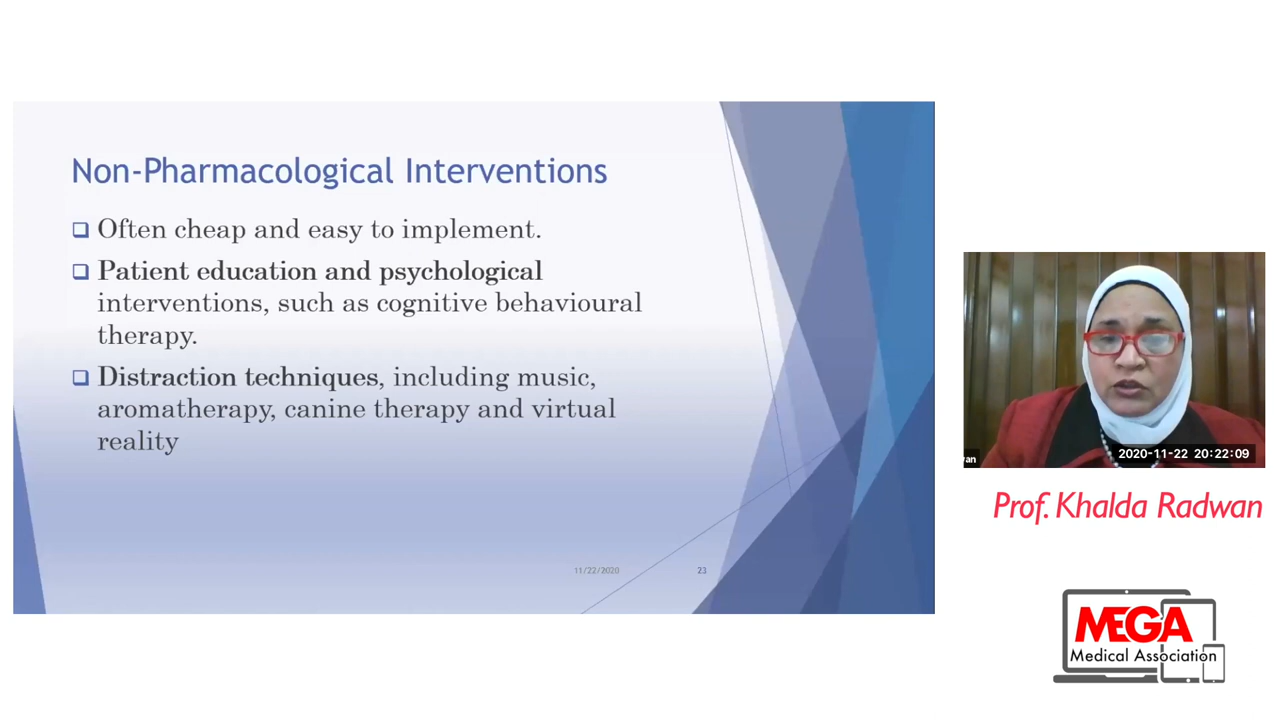 Non-Pharmacological Interventions
❑ Often cheap and easy to implement.
❑ Patient education and psychological
interventions, such as cognitive behavioural
therapy.
❑ Distraction techniques, including music,
aromatherapy, canine therapy and virtual
reality
11/22/2020
23
2020-11-22 20:22:09
Prof. Khalda Radwan
MEGA
Medical Association